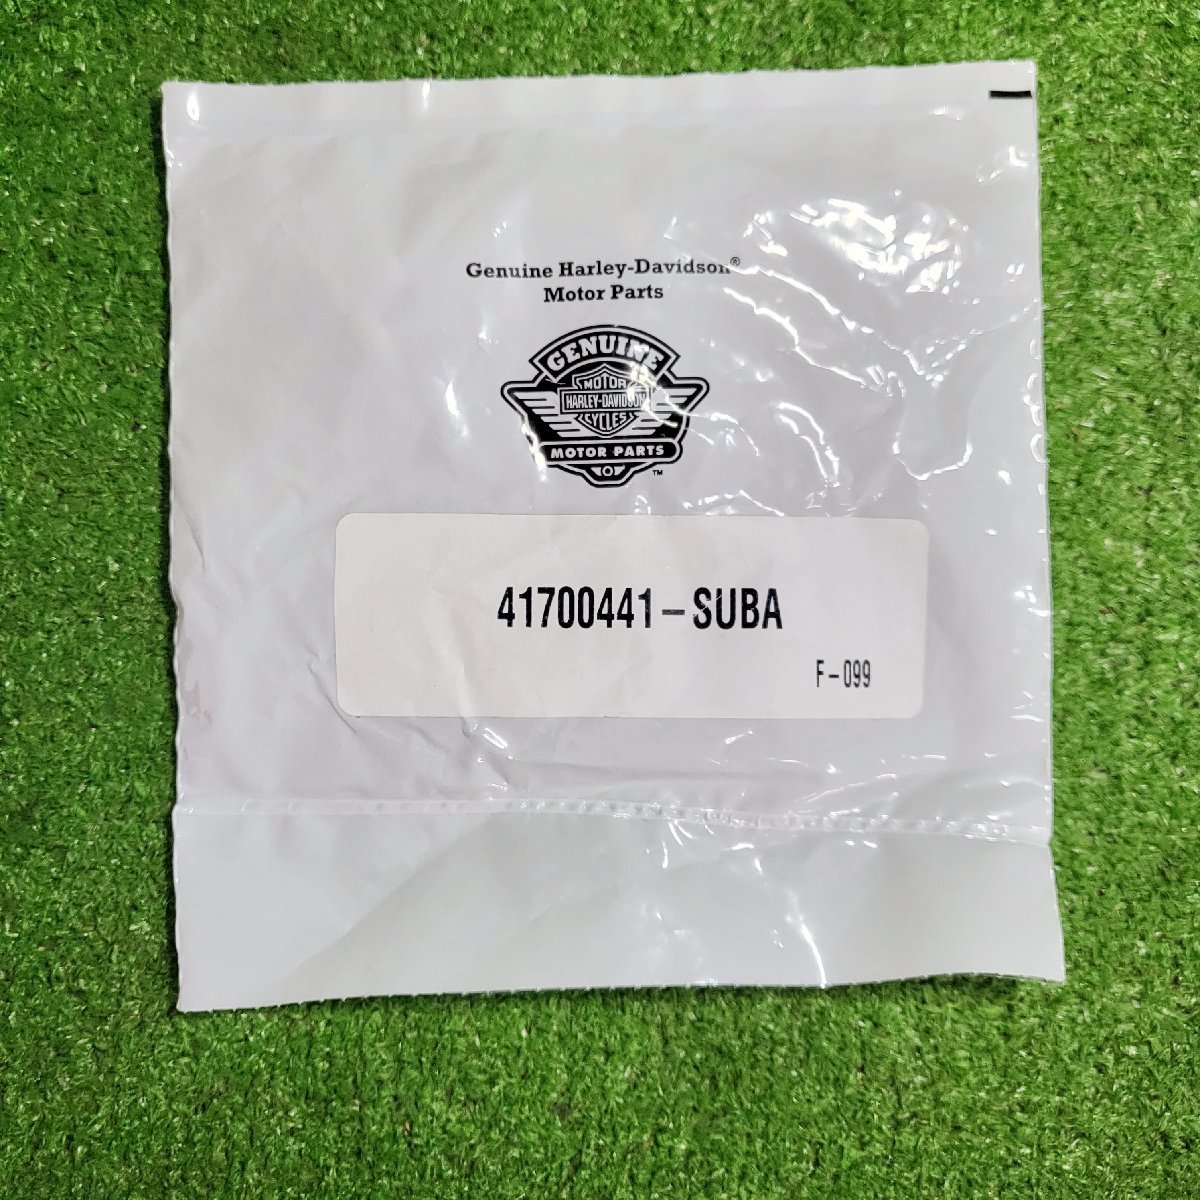 Genuine Harley-Davidson®
Motor Parts
GENUINE
MOTOR
HARLEY-DAVIDSON
CYCLES
MOTOR PARTS
™
41700441-SUBA
F-099